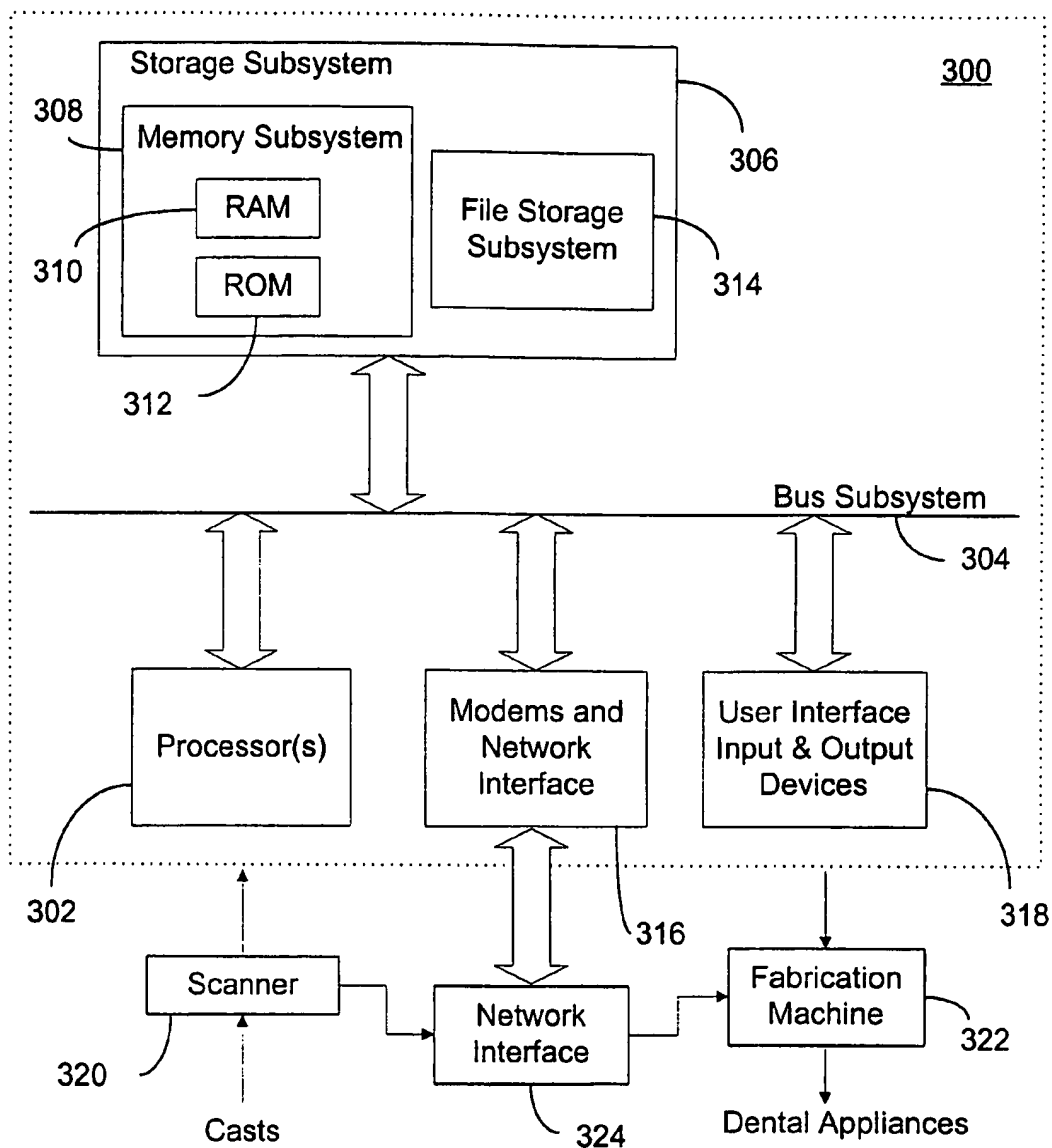 Storage Subsystem
300
308
Memory Subsystem
306
RAM
File Storage
Subsystem
310
ROM
314
312
Bus Subsystem
304
Processor(s)
Modems and
Network
Interface
User Interface
Input & Output
Devices
302
316
318
Scanner
Network
Interface
Fabrication
Machine
320
322
Casts
324
Dental Appliances